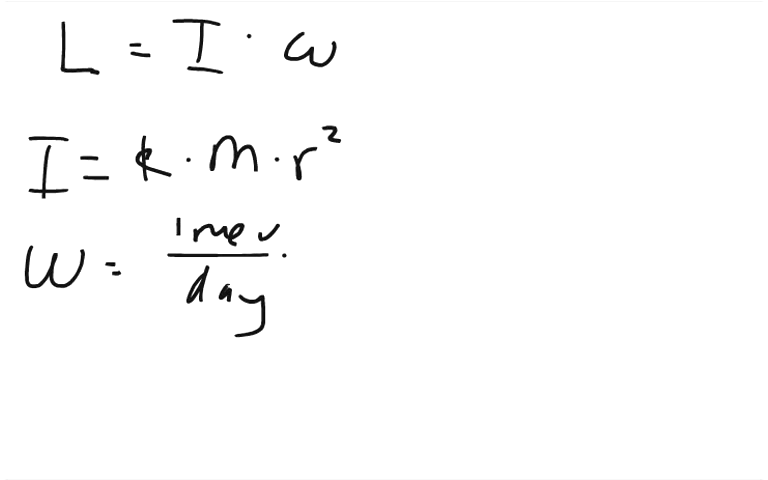 L = I · ω
I = k · m · r²
ω = 1 rev / day ·